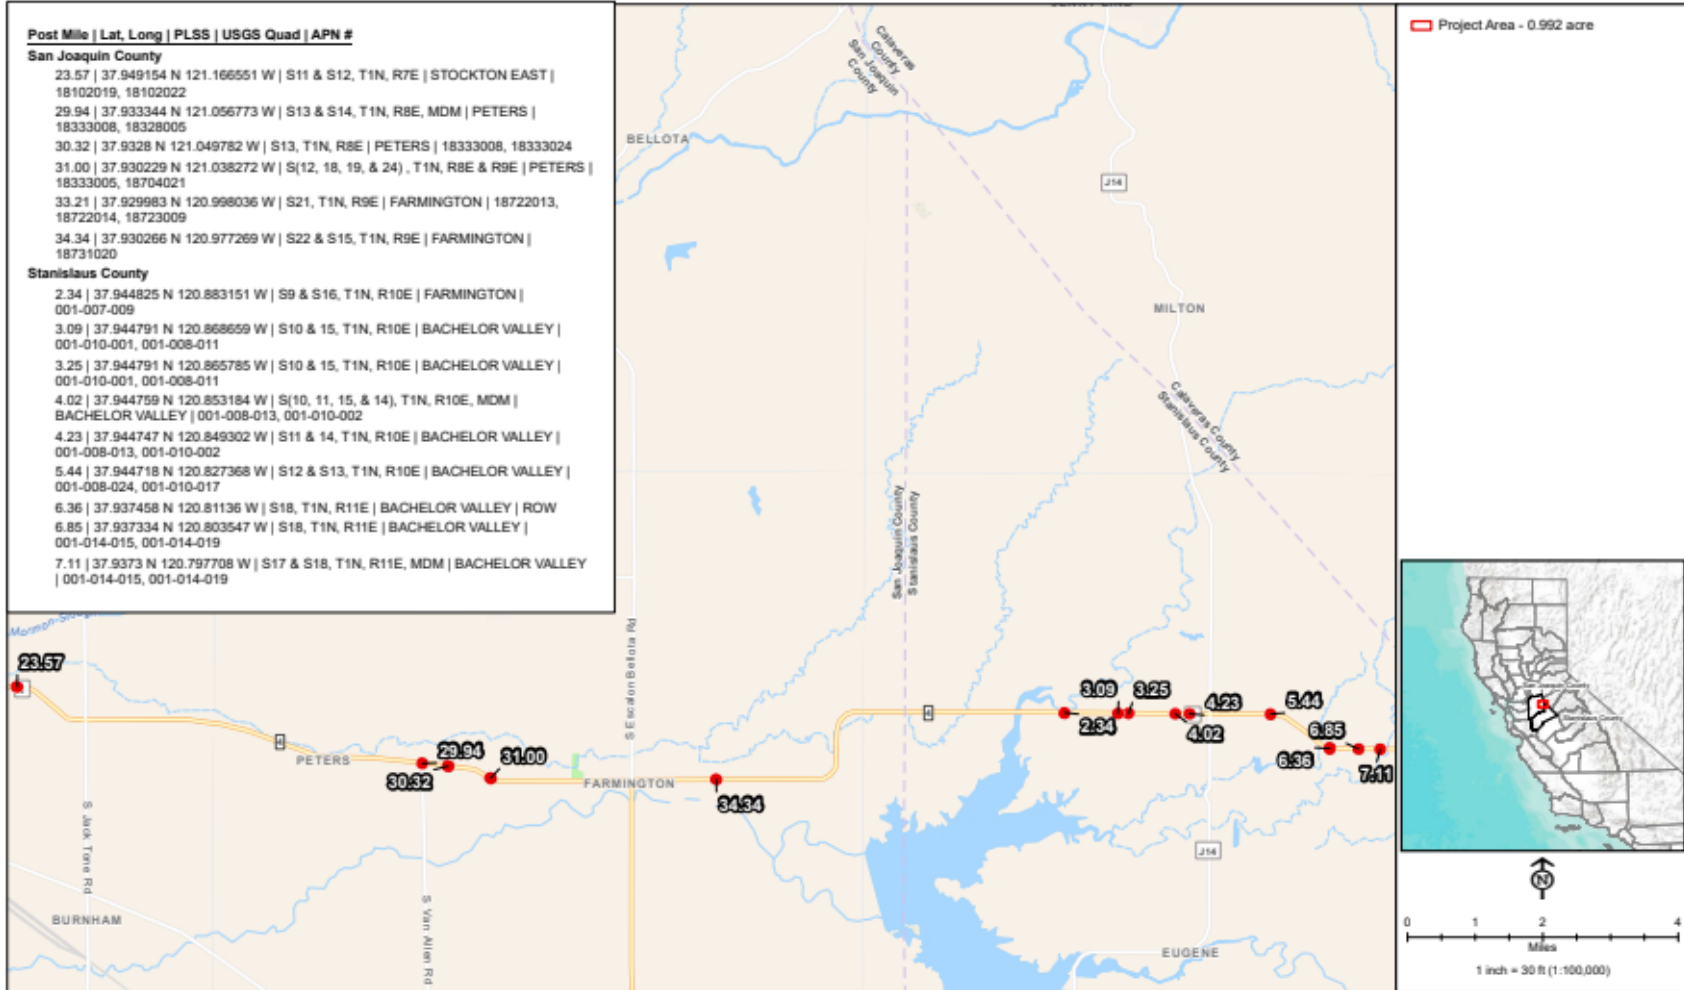 Post Mile | Lat, Long | PLSS | USGS Quad | APN #
San Joaquin County
23.57 | 37.949154 N 121.166551 W | S11 & S12, T1N, R7E | STOCKTON EAST |
18102019, 18102022
29.94 | 37.933344 N 121.056773 W | S13 & S14, T1N, R8E, MDM | PETERS |
18333008, 18328005
30.32 | 37.9328 N 121.049782 W | S13, T1N, R8E | PETERS | 18333008, 18333024
31.00 | 37.930229 N 121.038272 W | S(12, 18, 19, & 24) , T1N, R8E & R9E | PETERS |
18333005, 18704021
33.21 | 37.929983 N 120.998036 W | S21, T1N, R9E | FARMINGTON | 18722013,
18722014, 18723009
34.34 | 37.930266 N 120.977269 W | S22 & S15, T1N, R9E | FARMINGTON |
18731020
Stanislaus County
2.34 | 37.944825 N 120.883151 W | S9 & S16, T1N, R10E | FARMINGTON |
001-007-009
3.09 | 37.944791 N 120.868659 W | S10 & 15, T1N, R10E | BACHELOR VALLEY |
001-010-001, 001-008-011
3.25 | 37.944791 N 120.865785 W | S10 & 15, T1N, R10E | BACHELOR VALLEY |
001-010-001, 001-008-011
4.02 | 37.944759 N 120.853184 W | S(10, 11, 15, & 14), T1N, R10E, MDM |
BACHELOR VALLEY | 001-008-013, 001-010-002
4.23 | 37.944747 N 120.849302 W | S11 & 14, T1N, R10E | BACHELOR VALLEY |
001-008-013, 001-010-002
5.44 | 37.944718 N 120.827368 W | S12 & S13, T1N, R10E | BACHELOR VALLEY |
001-008-024, 001-010-017
6.36 | 37.937458 N 120.81136 W | S18, T1N, R11E | BACHELOR VALLEY | ROW
6.85 | 37.937334 N 120.803547 W | S18, T1N, R11E | BACHELOR VALLEY |
001-014-015, 001-014-019
7.11 | 37.9373 N 120.797708 W | S17 & S18, T1N, R11E, MDM | BACHELOR VALLEY
| 001-014-015, 001-014-019
Project Area - 0.992 acre
Calaveras
County
San Joaquin
County
BELLOTA
J14
MILTON
Calaveras County
Stanislaus County
San Joaquin County
Stanislaus County
S Escalon Bellota Rd
Mormon-Slough
23.57
4
PETERS
29.94
30.32
31.00
FARMINGTON
34.34
4
3.09
3.25
2.34
4.23
4.02
5.44
6.85
6.36
7.11
S Jack Tone Rd
S Van Allen Rd
BURNHAM
J14
EUGENE
San Joaquin County
Stanislaus County
N
0 1 2 4
Miles
1 inch = 30 ft (1:100,000)